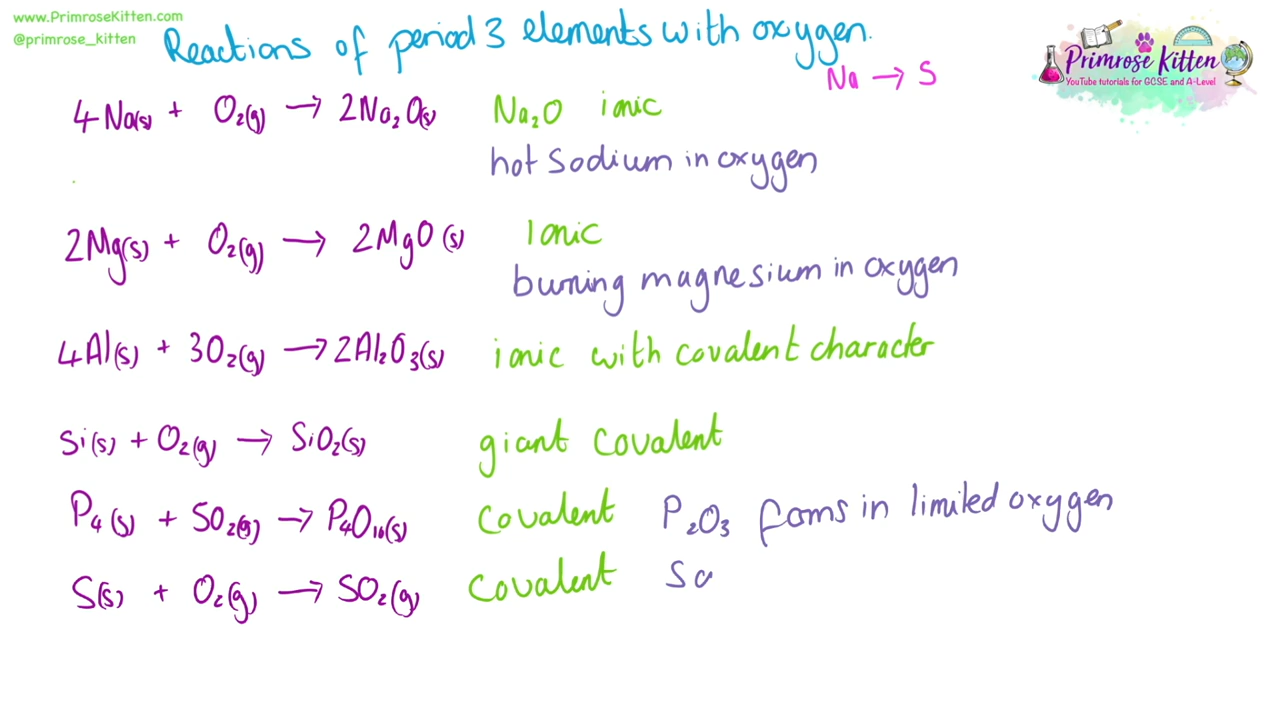 www.PrimroseKitten.com
@primrose_kitten
Reactions of period 3 elements with oxygen.
Na → S
Primrose Kitten
YouTube tutorials for GCSE and A-Level
4Na(s) + O₂(g) → 2Na₂O(s) Na₂O ionic
hot sodium in oxygen
2Mg(s) + O₂(g) → 2MgO(s) Ionic
burning magnesium in oxygen
4Al(s) + 3O₂(g) → 2Al₂O₃(s) ionic with covalent character
Si(s) + O₂(g) → SiO₂(s) giant covalent
P₄(s) + 5O₂(g) → P₄O₁₀(s) covalent P₂O₃ forms in limited oxygen
S(s) + O₂(g) → SO₂(g) covalent so